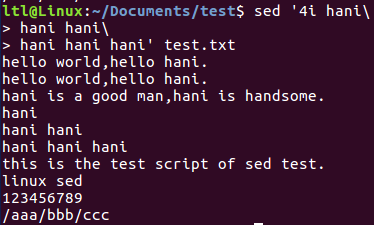 ltl@Linux:~/Documents/test$ sed '4i hani\
> hani hani\
> hani hani hani' test.txt
hello world,hello hani.
hello world,hello hani.
hani is a good man,hani is handsome.
hani
hani hani
hani hani hani
this is the test script of sed test.
linux sed
123456789
/aaa/bbb/ccc